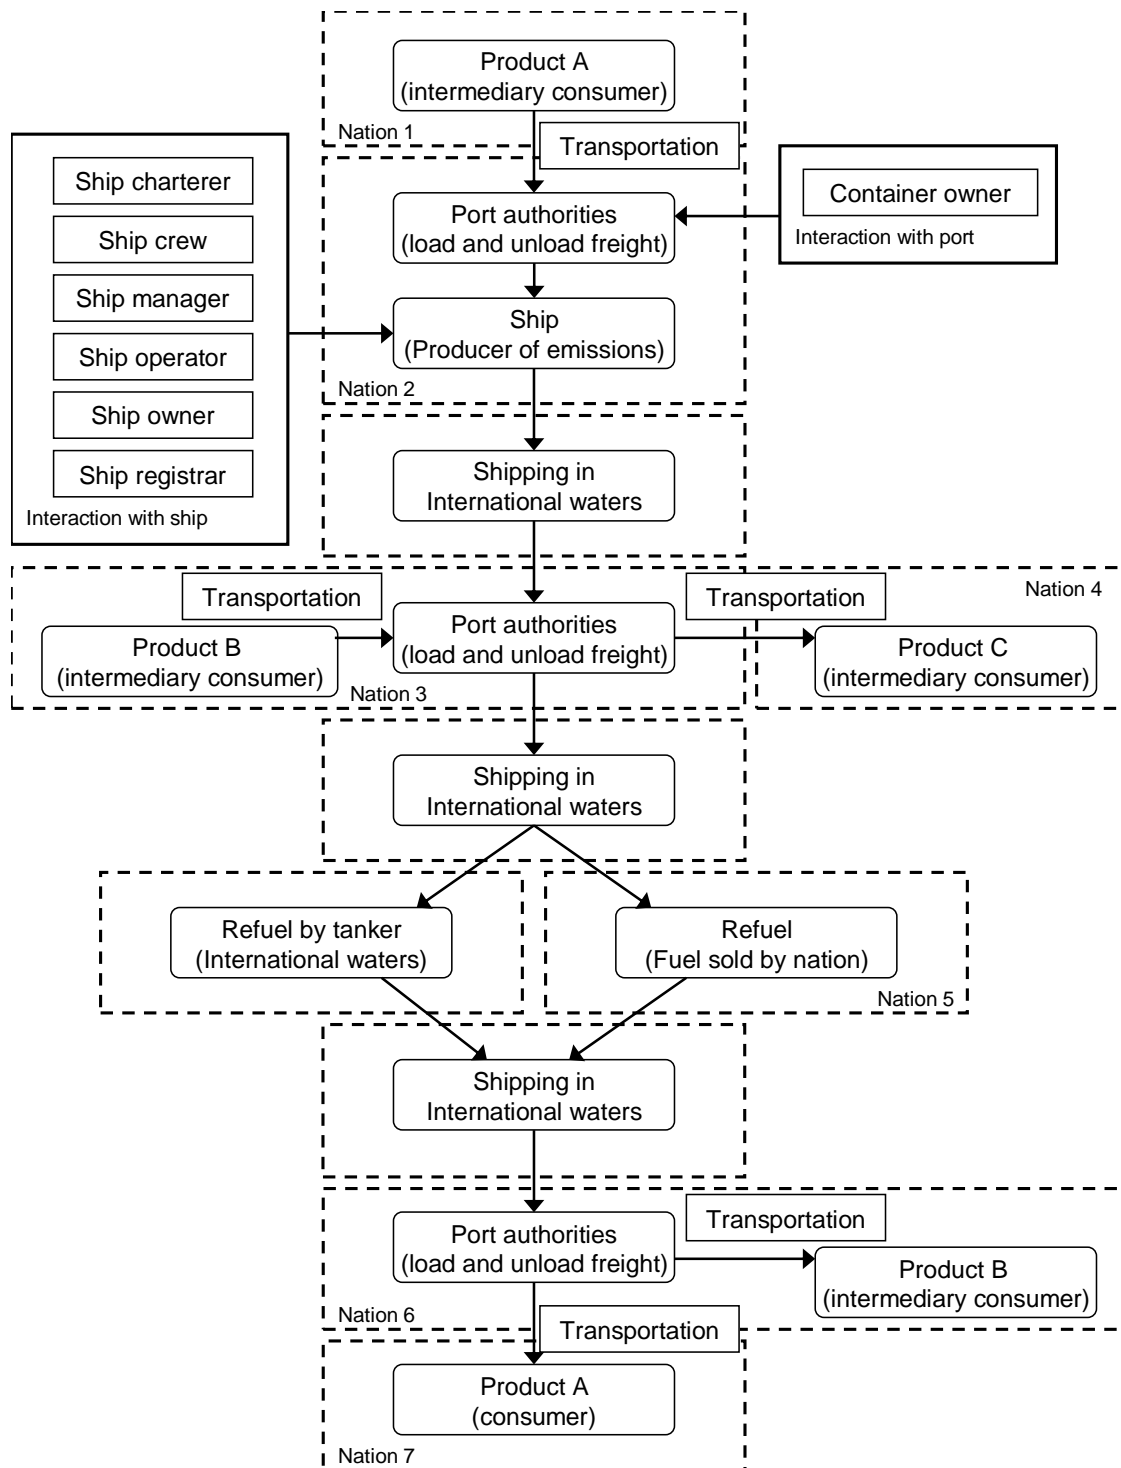 Product A
(intermediary consumer)
Nation 1
Transportation
Ship charterer
Ship crew
Ship manager
Ship operator
Ship owner
Ship registrar
Interaction with ship
Port authorities
(load and unload freight)
Container owner
Interaction with port
Ship
(Producer of emissions)
Nation 2
Shipping in
International waters
Transportation
Transportation
Nation 4
Product B
(intermediary consumer)
Port authorities
(load and unload freight)
Product C
(intermediary consumer)
Nation 3
Shipping in
International waters
Refuel by tanker
(International waters)
Refuel
(Fuel sold by nation)
Nation 5
Shipping in
International waters
Port authorities
(load and unload freight)
Transportation
Product B
(intermediary consumer)
Nation 6
Transportation
Product A
(consumer)
Nation 7